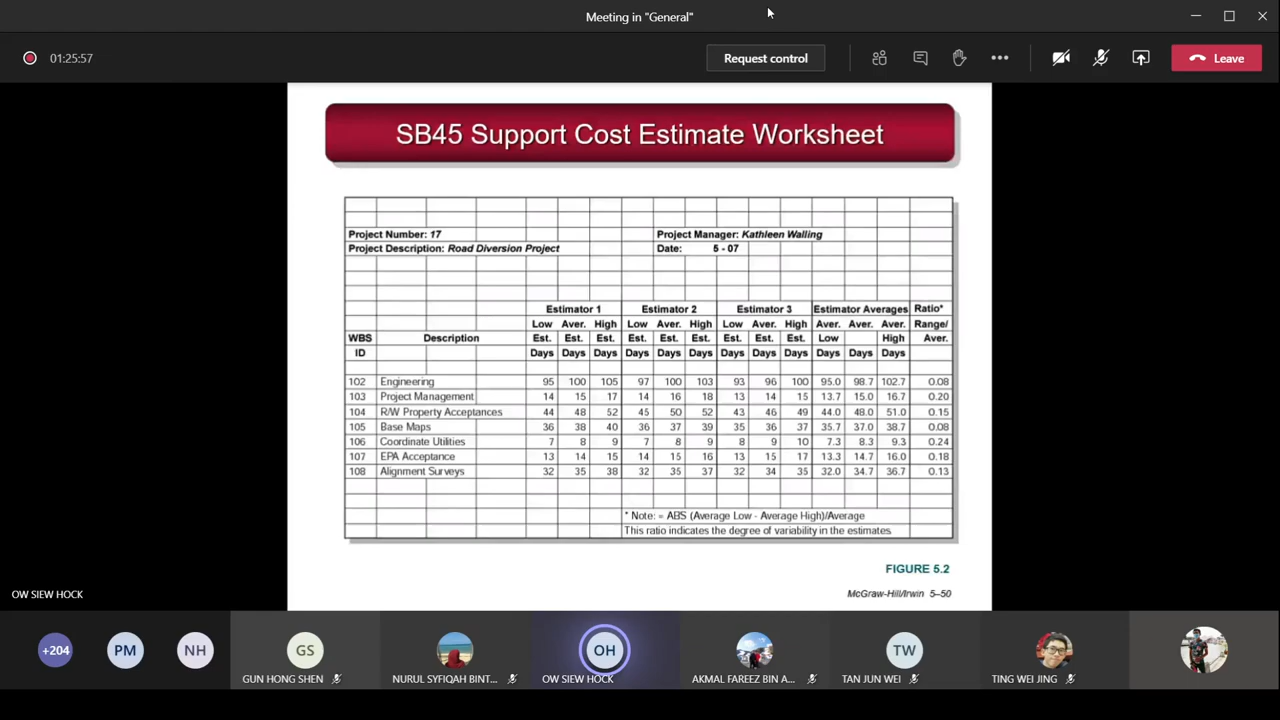 Meeting in "General"
01:25:57
Request control
Leave
SB45 Support Cost Estimate Worksheet
Project Number: 17 Project Manager: Kathleen Walling
Project Description: Road Diversion Project Date: 5 - 07
Estimator 1 Estimator 2 Estimator 3 Estimator Averages Ratio*
Low Aver. High Low Aver. High Low Aver. High Aver. Aver. Aver. Range/
WBS Description Est. Est. Est. Est. Est. Est. Est. Est. Est. Low High Aver.
ID Days Days Days Days Days Days Days Days Days Days Days Days
102 Engineering 95 100 105 97 100 103 93 96 100 95.0 98.7 102.7 0.08
103 Project Management 14 15 17 14 16 18 13 14 15 13.7 15.0 16.7 0.20
104 R/W Property Acceptances 44 48 52 45 50 52 43 46 49 44.0 48.0 51.0 0.15
105 Base Maps 36 38 40 36 37 39 35 36 37 35.7 37.0 38.7 0.08
106 Coordinate Utilities 7 8 9 7 8 9 8 9 10 7.3 8.3 9.3 0.24
107 EPA Acceptance 13 14 15 14 15 16 13 15 17 13.3 14.7 16.0 0.18
108 Alignment Surveys 32 35 38 32 35 37 32 34 35 32.0 34.7 36.7 0.13
* Note: = ABS (Average Low - Average High)/Average
This ratio indicates the degree of variability in the estimates.
FIGURE 5.2
McGraw-Hill/Irwin 5–50
OW SIEW HOCK
+204 PM NH GS OH TW
GUN HONG SHEN NURUL SYFIQAH BINT... OW SIEW HOCK AKMAL FAREEZ BIN A... TAN JUN WEI TING WEI JING